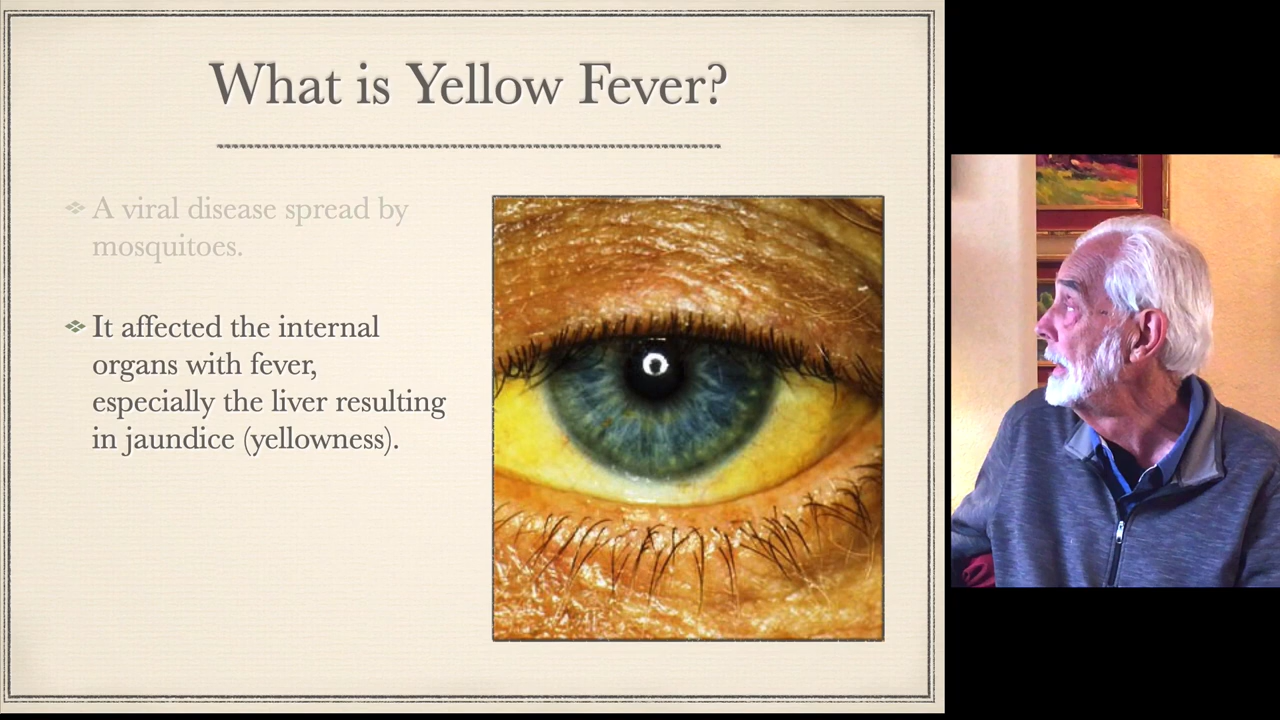 What is Yellow Fever?
A viral disease spread by
mosquitoes.
It affected the internal
organs with fever,
especially the liver resulting
in jaundice (yellowness).